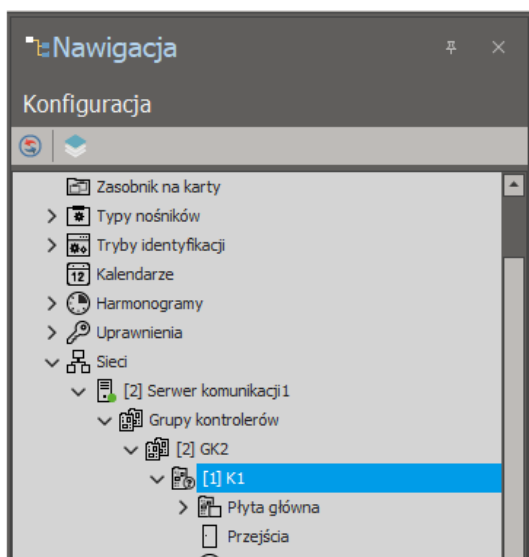 Nawigacja
Konfiguracja
Zasobnik na karty
Typy nośników
Tryby identyfikacji
12 Kalendarze
Harmonogramy
Uprawnienia
Sieci
[2] Serwer komunikacji1
Grupy kontrolerów
[2] GK2
[1] K1
Płyta główna
Przejścia